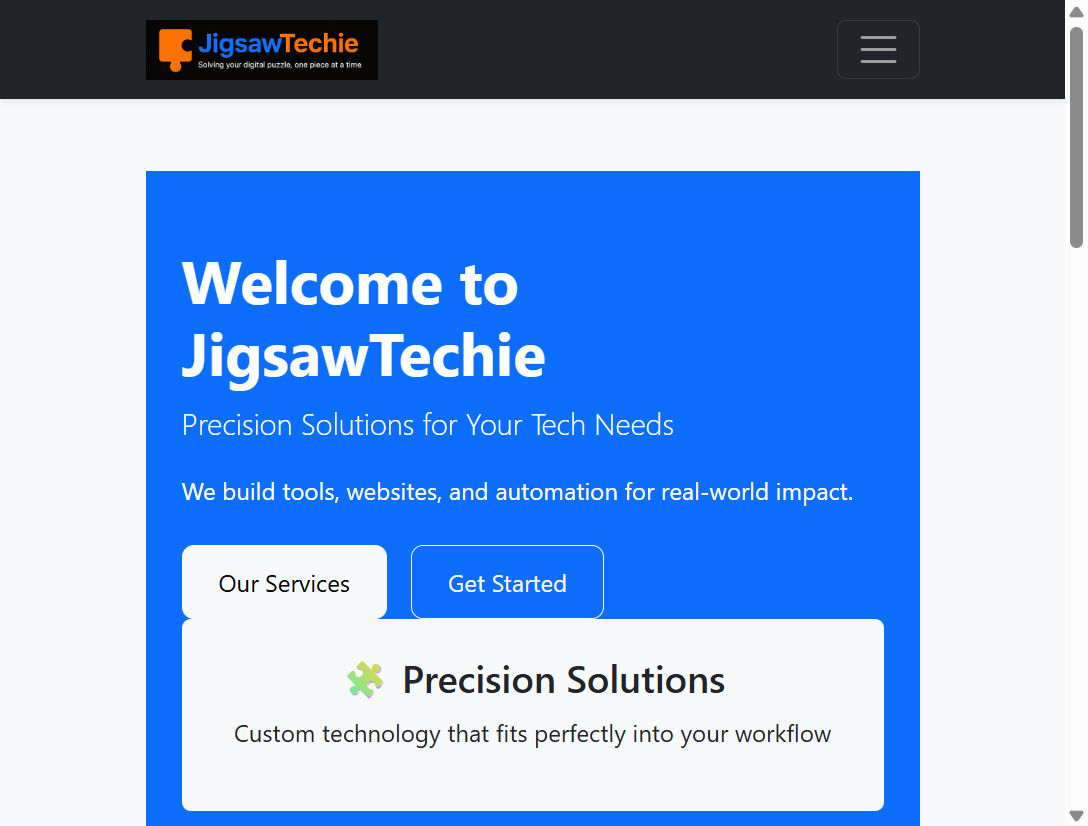 JigsawTechie
Solving your digital puzzle, one piece at a time
Welcome to
JigsawTechie
Precision Solutions for Your Tech Needs
We build tools, websites, and automation for real-world impact.
Our Services
Get Started
Precision Solutions
Custom technology that fits perfectly into your workflow